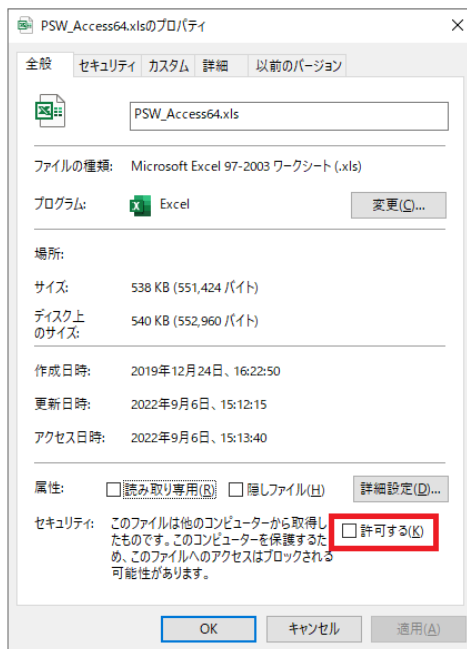 PSW_Access64.xlsのプロパティ
全般 セキュリティ カスタム 詳細 以前のバージョン
PSW_Access64.xls
ファイルの種類: Microsoft Excel 97-2003 ワークシート (.xls)
プログラム: Excel 変更(C)...
場所:
サイズ: 538 KB (551,424 バイト)
ディスク上
のサイズ: 540 KB (552,960 バイト)
作成日時: 2019年12月24日、16:22:50
更新日時: 2022年9月6日、15:12:15
アクセス日時: 2022年9月6日、15:13:40
属性: 読み取り専用(R) 隠しファイル(H) 詳細設定(D)...
セキュリティ: このファイルは他のコンピューターから取得し
たものです。このコンピューターを保護するた
め、このファイルへのアクセスはブロックされる
可能性があります。
許可する(K)
OK キャンセル 適用(A)